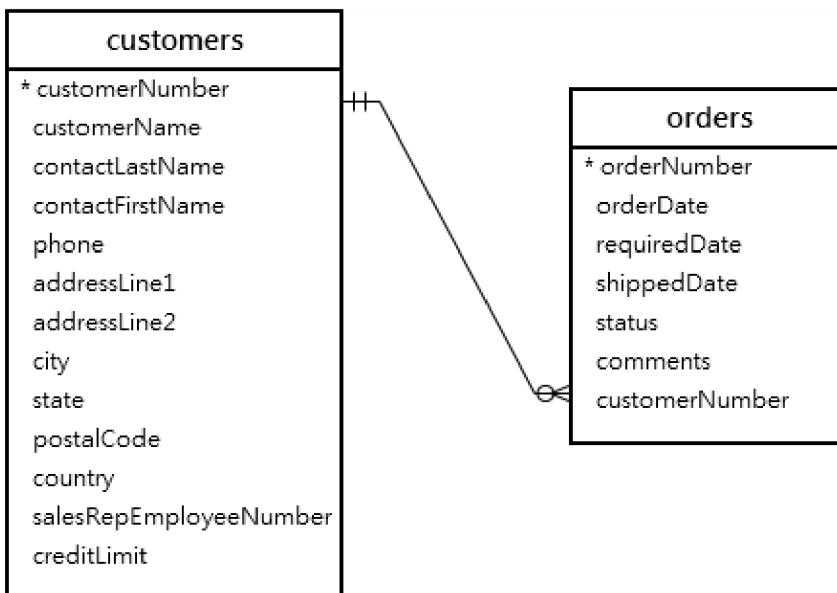 customers
* customerNumber
customerName
contactLastName
contactFirstName
phone
addressLine1
addressLine2
city
state
postalCode
country
salesRepEmployeeNumber
creditLimit
orders
* orderNumber
orderDate
requiredDate
shippedDate
status
comments
customerNumber